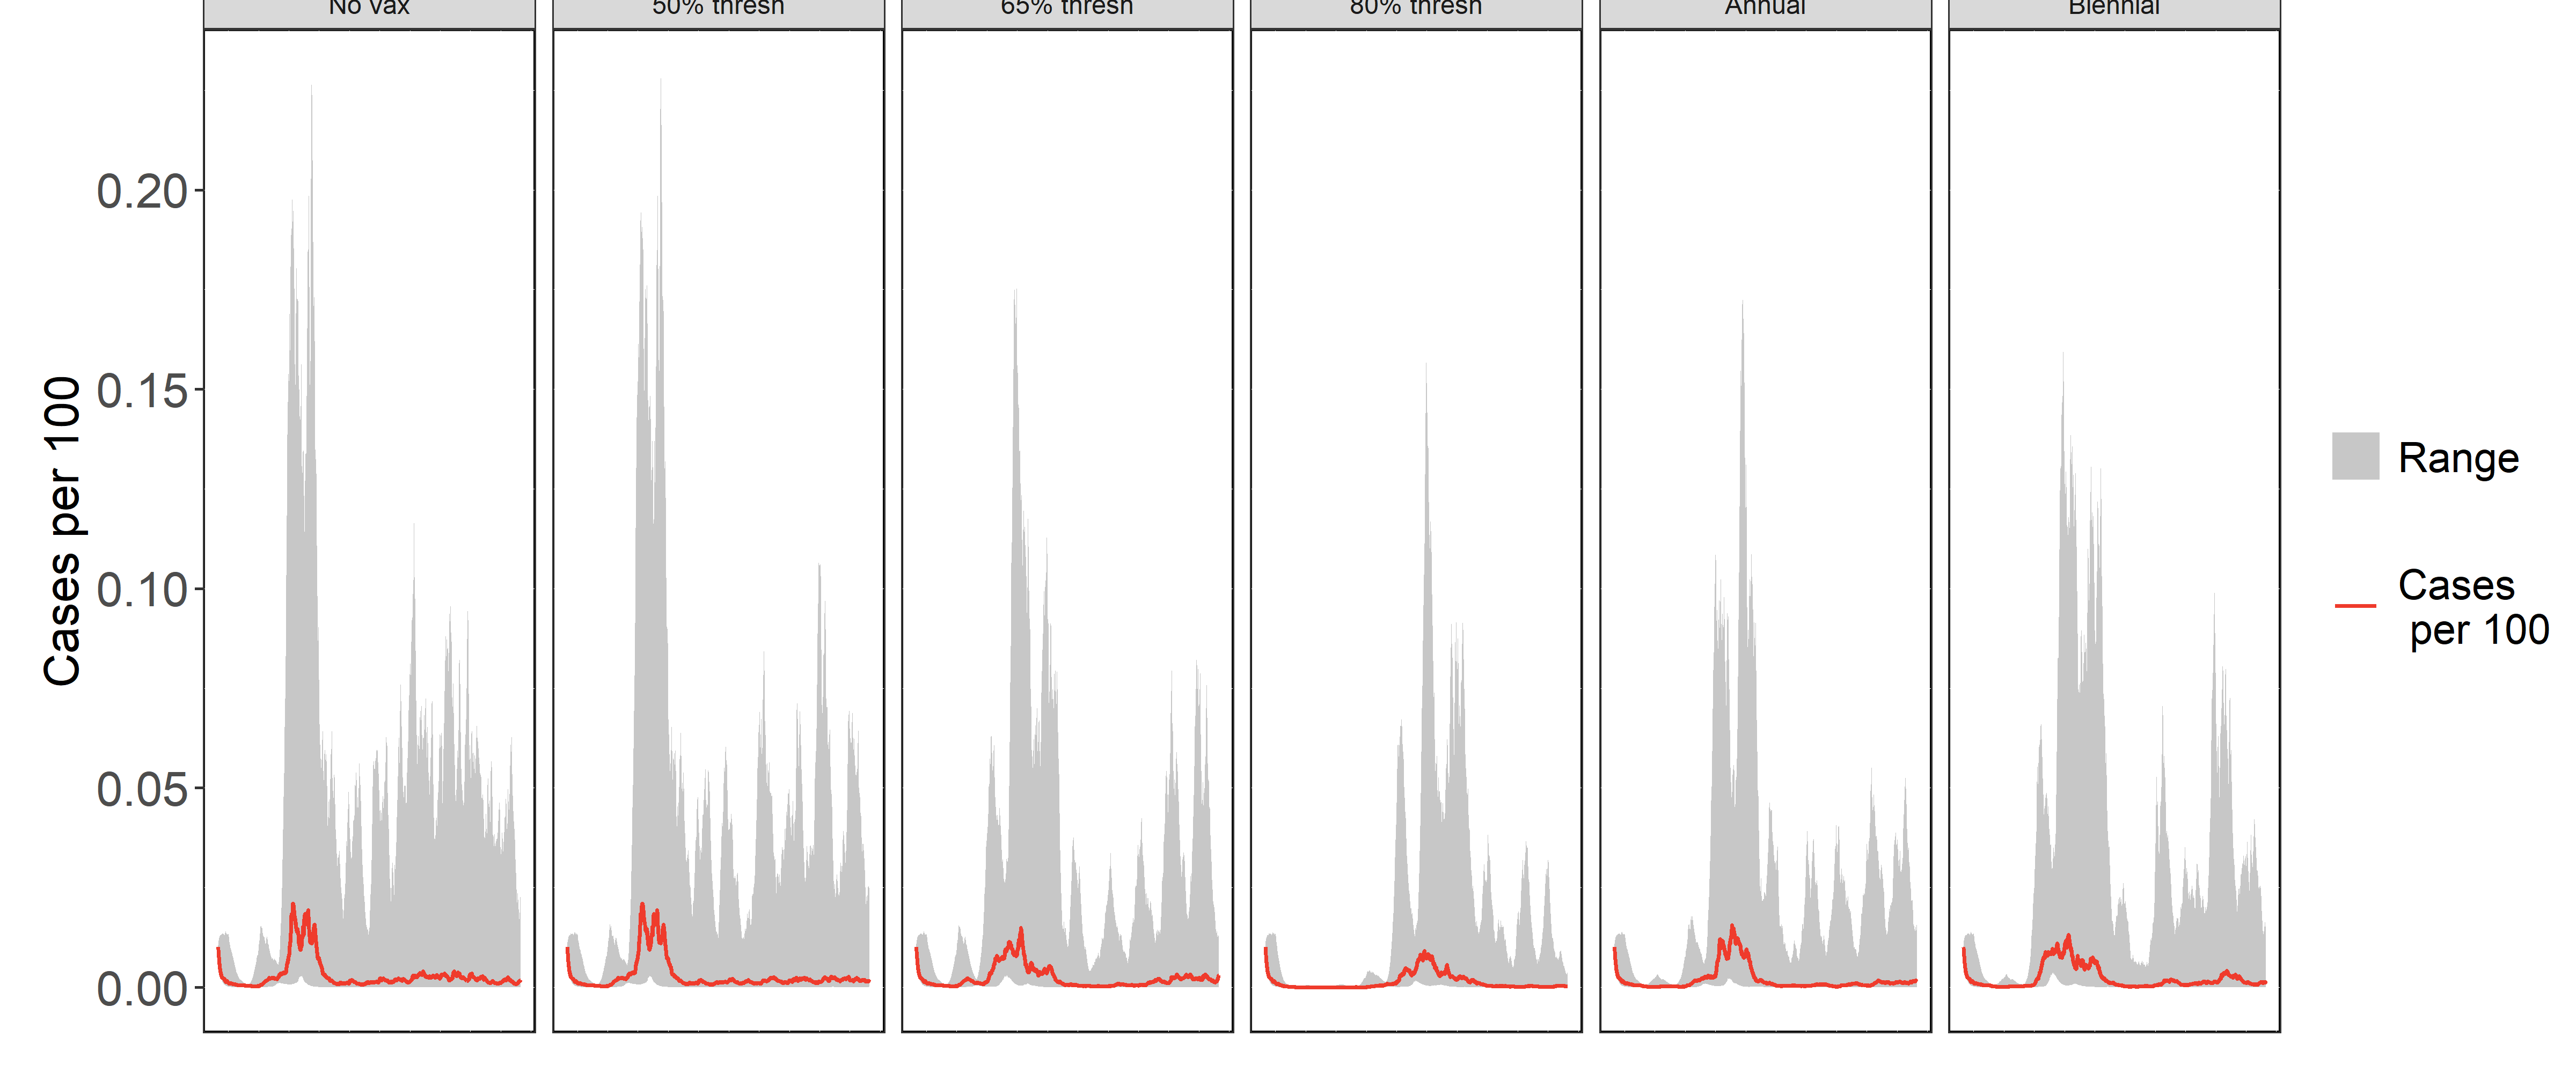 No vax 50% thresh 65% thresh 80% thresh Annual Biennial
Cases per 100
0.20
0.15
0.10
0.05
0.00
Range
Cases
per 100